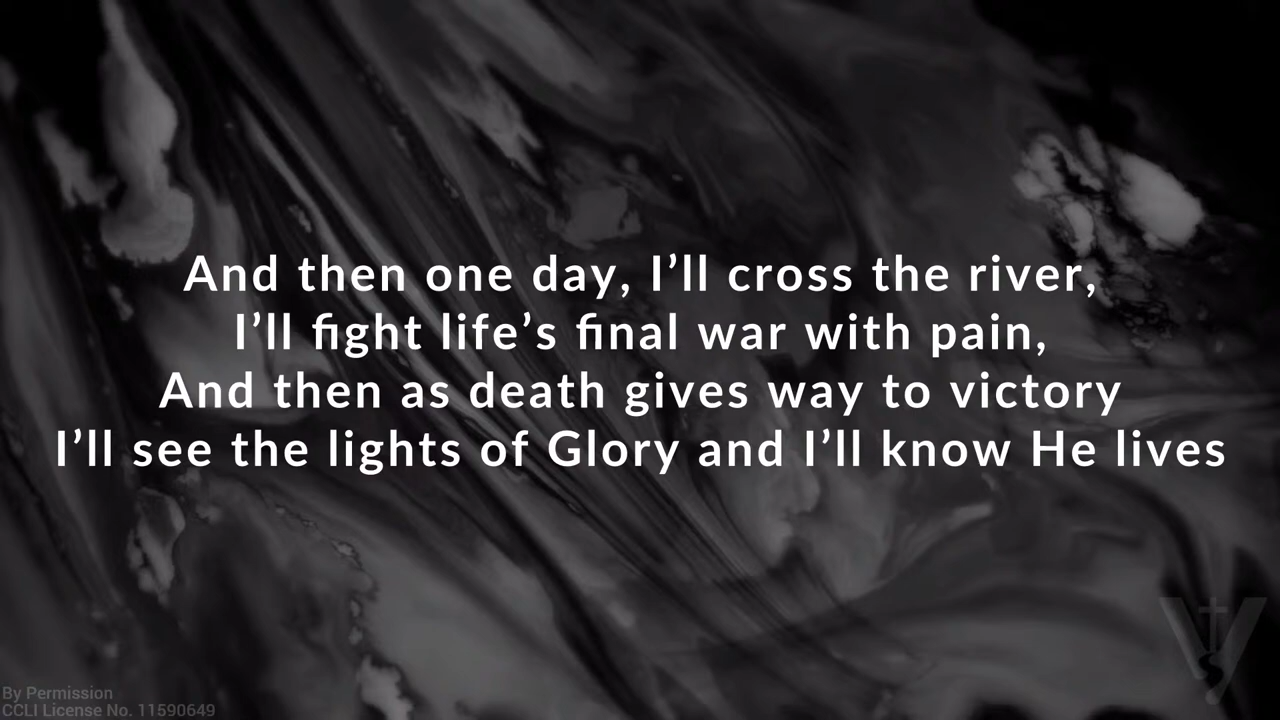 And then one day, I’ll cross the river,
I’ll fight life’s final war with pain,
And then as death gives way to victory
I’ll see the lights of Glory and I’ll know He lives
By Permission
CCLI License No. 11590649